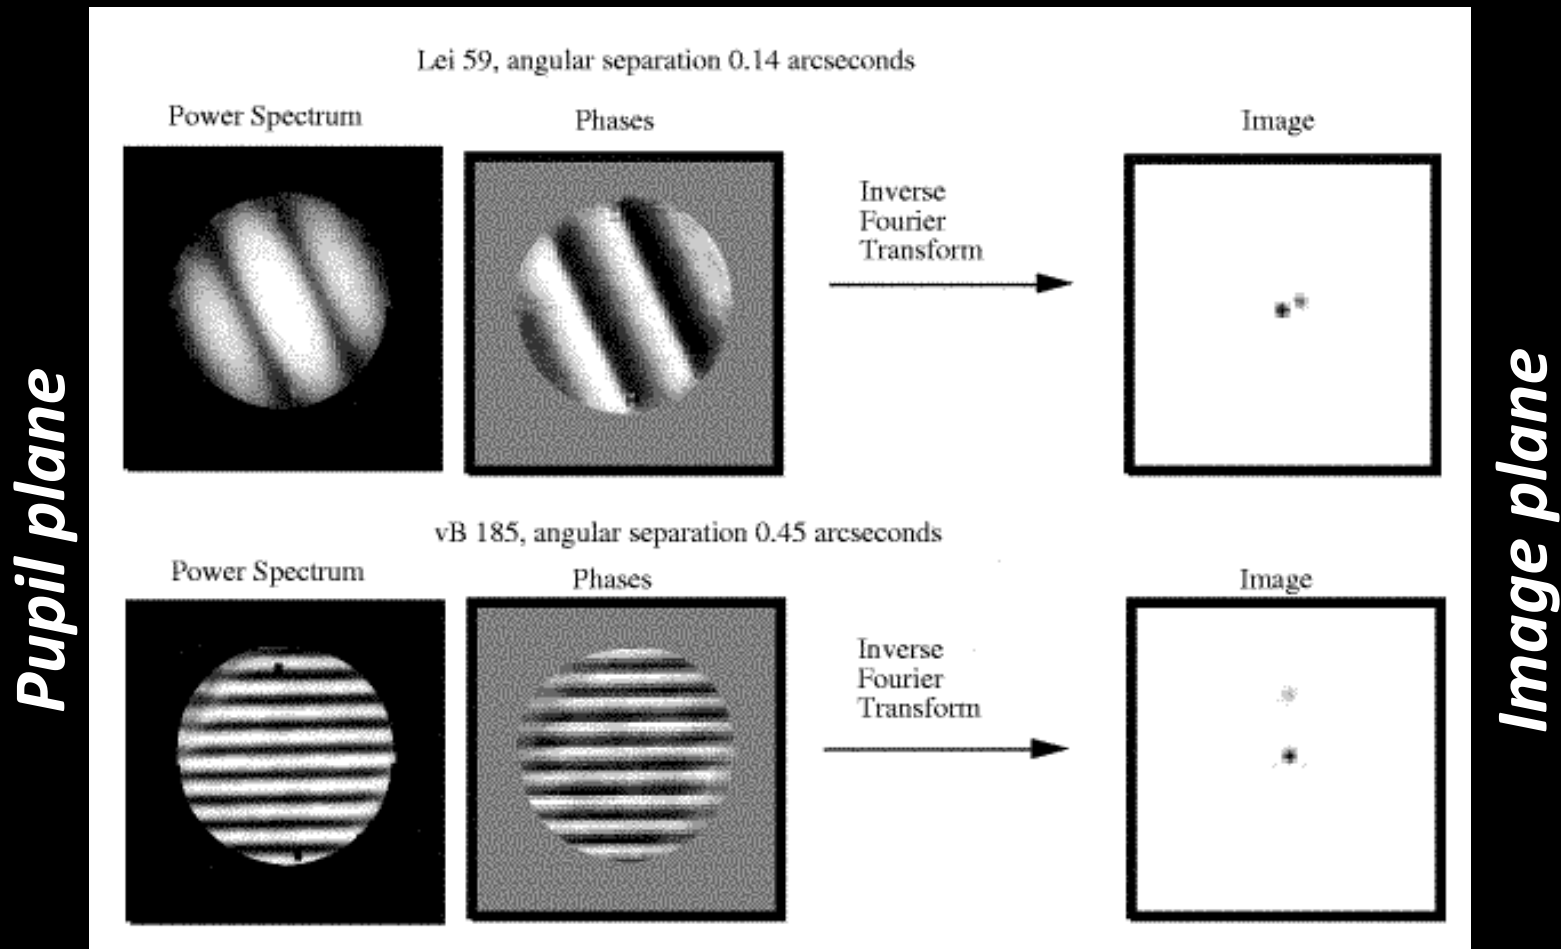 Lei 59, angular separation 0.14 arcseconds
Power Spectrum
Phases
Image
Inverse
Fourier
Transform
Pupil plane
Image plane
vB 185, angular separation 0.45 arcseconds
Power Spectrum
Phases
Image
Inverse
Fourier
Transform